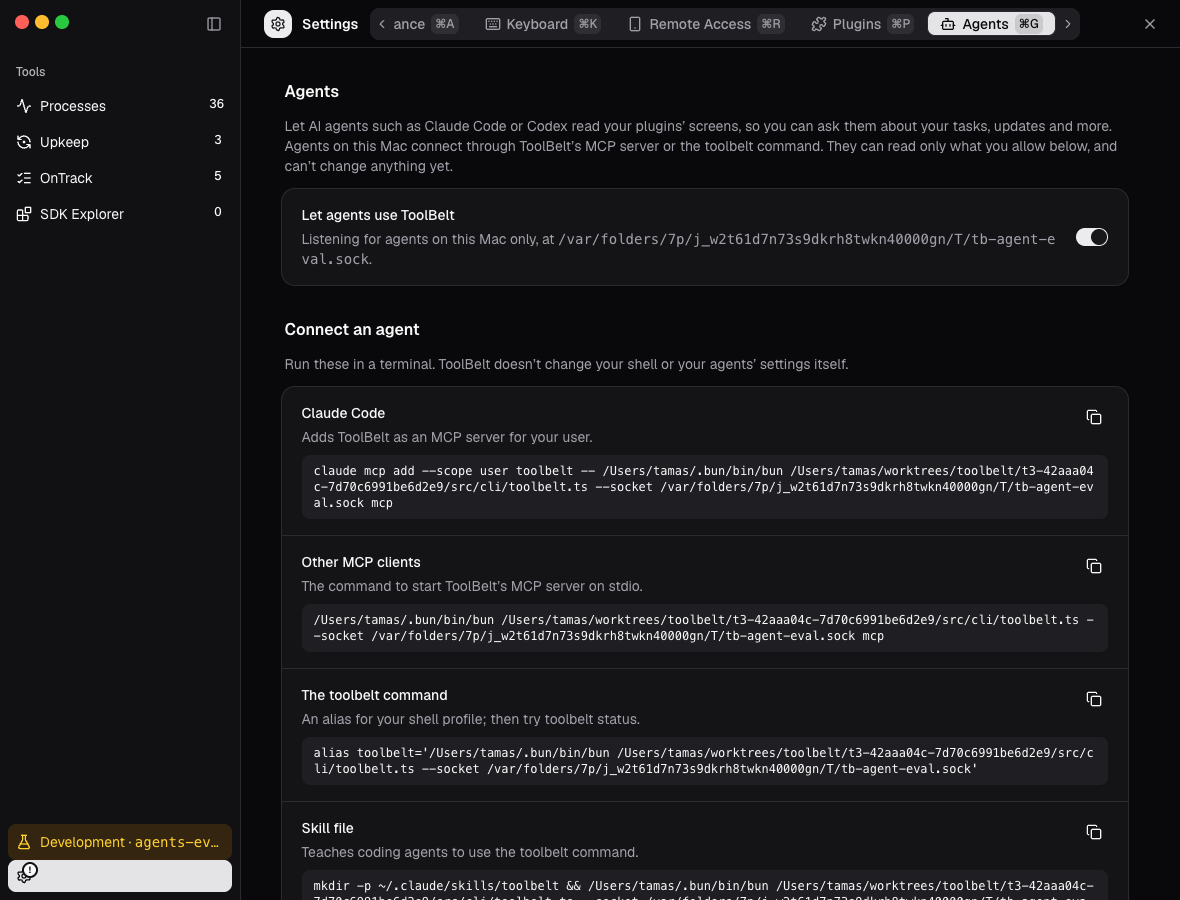 Settings
ance ⌘A
Keyboard ⌘K
Remote Access ⌘R
Plugins ⌘P
Agents ⌘G
Tools
Processes 36
Upkeep 3
OnTrack 5
SDK Explorer 0
Agents
Let AI agents such as Claude Code or Codex read your plugins’ screens, so you can ask them about your tasks, updates and more.
Agents on this Mac connect through ToolBelt’s MCP server or the toolbelt command. They can read only what you allow below, and
can’t change anything yet.
Let agents use ToolBelt
Listening for agents on this Mac only, at /var/folders/7p/j_w2t61d7n73s9dkrh8twkn40000gn/T/tb-agent-e
val.sock.
Connect an agent
Run these in a terminal. ToolBelt doesn’t change your shell or your agents’ settings itself.
Claude Code
Adds ToolBelt as an MCP server for your user.
claude mcp add --scope user toolbelt -- /Users/tamas/.bun/bin/bun /Users/tamas/worktrees/toolbelt/t3-42aaa04
c-7d70c6991be6d2e9/src/cli/toolbelt.ts --socket /var/folders/7p/j_w2t61d7n73s9dkrh8twkn40000gn/T/tb-agent-ev
al.sock mcp
Other MCP clients
The command to start ToolBelt’s MCP server on stdio.
/Users/tamas/.bun/bin/bun /Users/tamas/worktrees/toolbelt/t3-42aaa04c-7d70c6991be6d2e9/src/cli/toolbelt.ts -
-socket /var/folders/7p/j_w2t61d7n73s9dkrh8twkn40000gn/T/tb-agent-eval.sock mcp
The toolbelt command
An alias for your shell profile; then try toolbelt status.
alias toolbelt='/Users/tamas/.bun/bin/bun /Users/tamas/worktrees/toolbelt/t3-42aaa04c-7d70c6991be6d2e9/src/c
li/toolbelt.ts --socket /var/folders/7p/j_w2t61d7n73s9dkrh8twkn40000gn/T/tb-agent-eval.sock'
Skill file
Teaches coding agents to use the toolbelt command.
mkdir -p ~/.claude/skills/toolbelt && /Users/tamas/.bun/bin/bun /Users/tamas/worktrees/toolbelt/t3-42aaa04c-
Development · agents-ev…